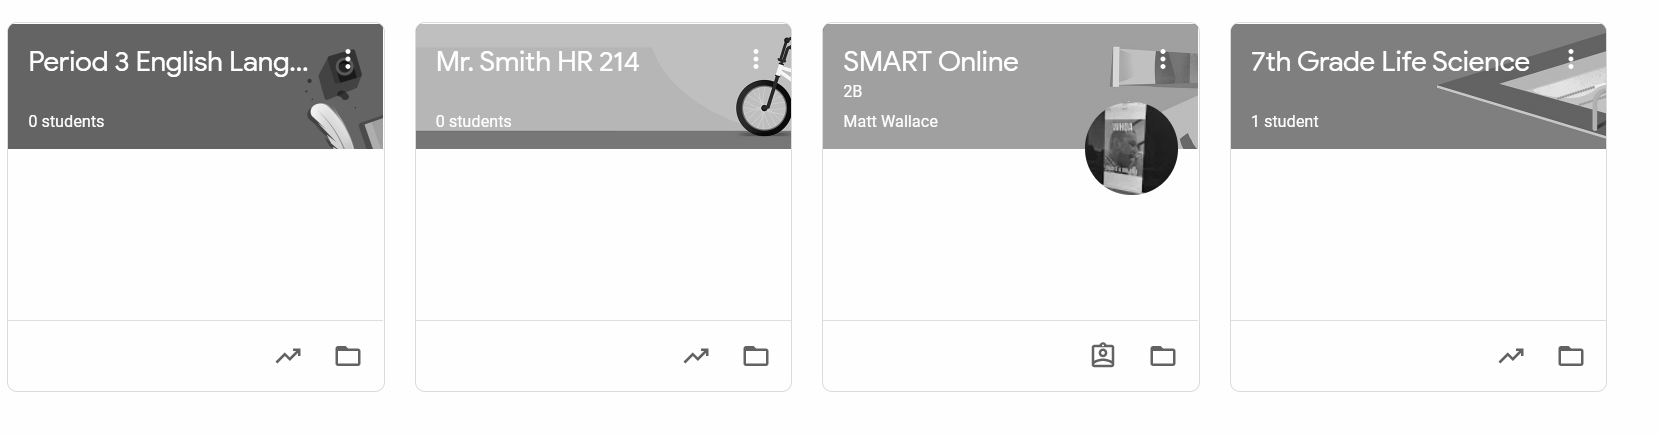 Period 3 English Lang...
0 students
Mr. Smith HR 214
0 students
SMART Online
2B
Matt Wallace
WHOA
7th Grade Life Science
1 student